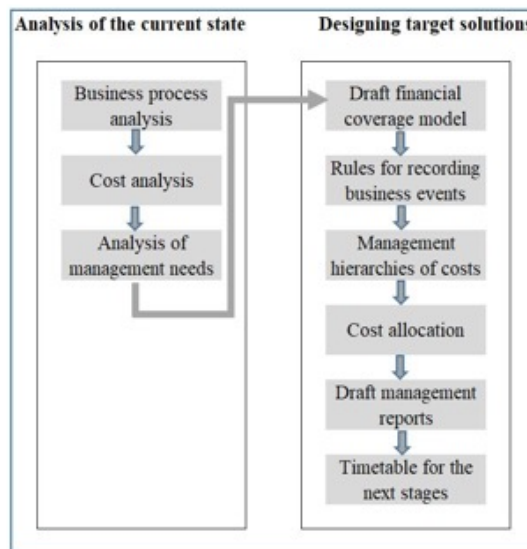 Analysis of the current state
Business process
analysis
Cost analysis
Analysis of
management needs
Designing target solutions
Draft financial
coverage model
Rules for recording
business events
Management
hierarchies of costs
Cost allocation
Draft management
reports
Timetable for the
next stages